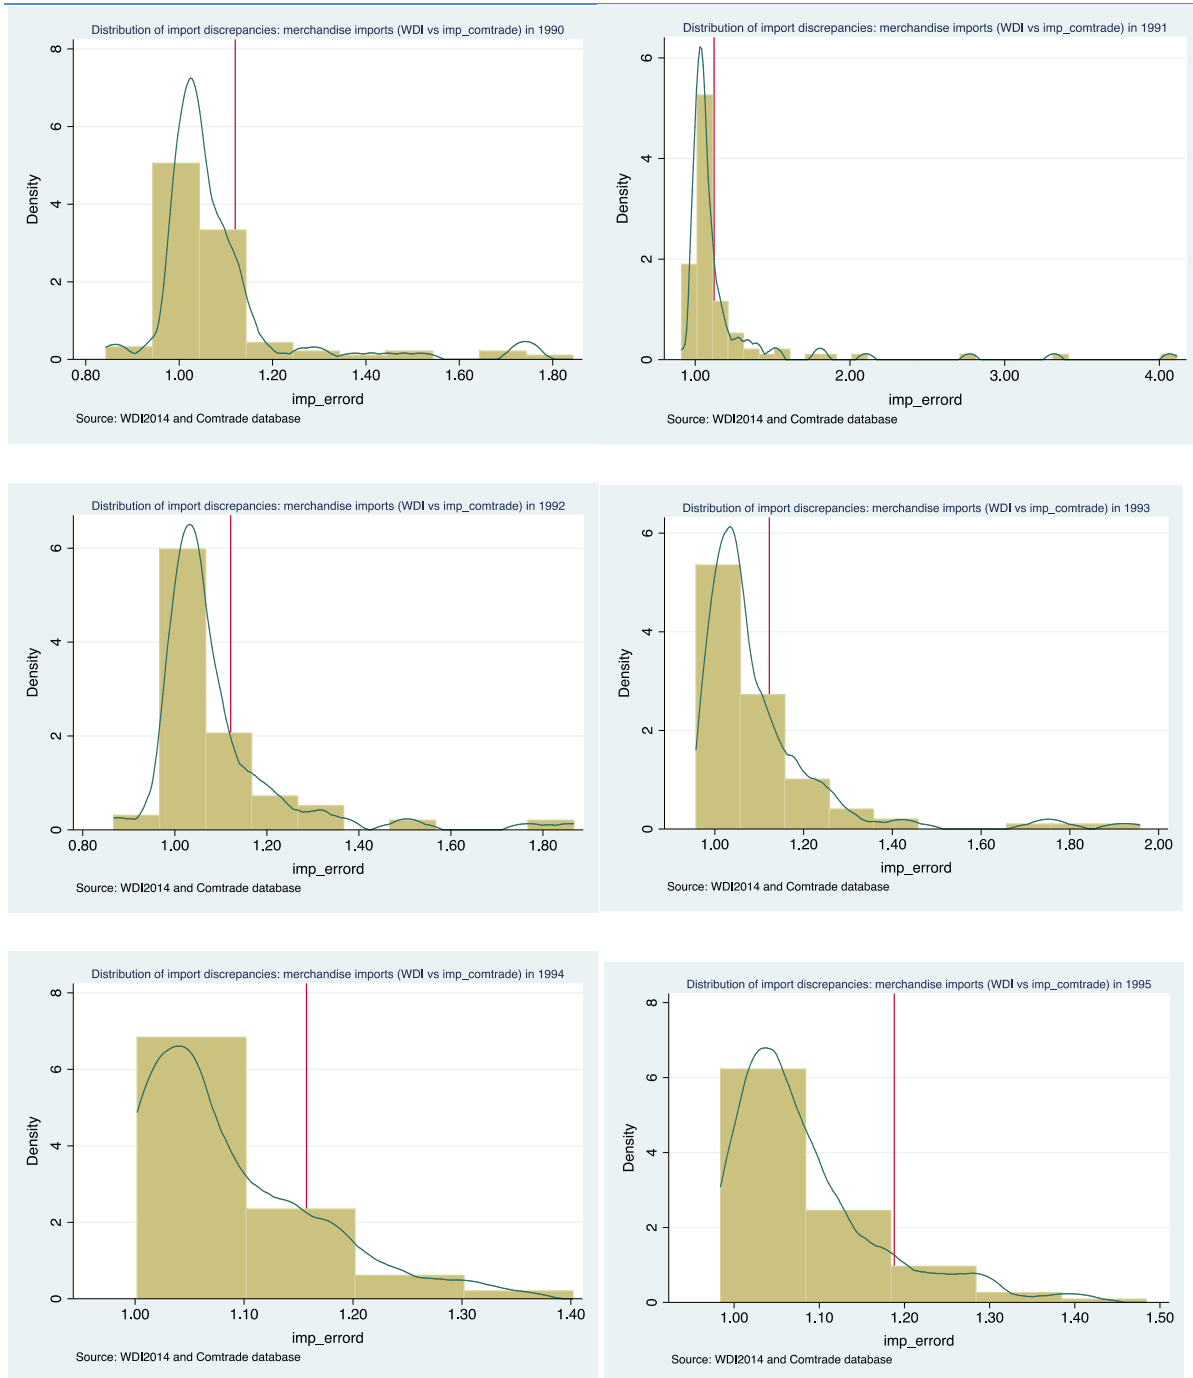 Distribution of import discrepancies: merchandise imports (WDI vs imp_comtrade) in 1990
8
6
4
2
0
Density
0.80 1.00 1.20 1.40 1.60 1.80
imp_errord
Source: WDI2014 and Comtrade database
Distribution of import discrepancies: merchandise imports (WDI vs imp_comtrade) in 1991
6
4
2
0
Density
1.00 2.00 3.00 4.00
imp_errord
Source: WDI2014 and Comtrade database
Distribution of import discrepancies: merchandise imports (WDI vs imp_comtrade) in 1992
6
4
2
0
Density
0.80 1.00 1.20 1.40 1.60 1.80
imp_errord
Source: WDI2014 and Comtrade database
Distribution of import discrepancies: merchandise imports (WDI vs imp_comtrade) in 1993
6
4
2
0
Density
1.00 1.20 1.40 1.60 1.80 2.00
imp_errord
Source: WDI2014 and Comtrade database
Distribution of import discrepancies: merchandise imports (WDI vs imp_comtrade) in 1994
8
6
4
2
0
Density
1.00 1.10 1.20 1.30 1.40
imp_errord
Source: WDI2014 and Comtrade database
Distribution of import discrepancies: merchandise imports (WDI vs imp_comtrade) in 1995
8
6
4
2
0
Density
1.00 1.10 1.20 1.30 1.40 1.50
imp_errord
Source: WDI2014 and Comtrade database